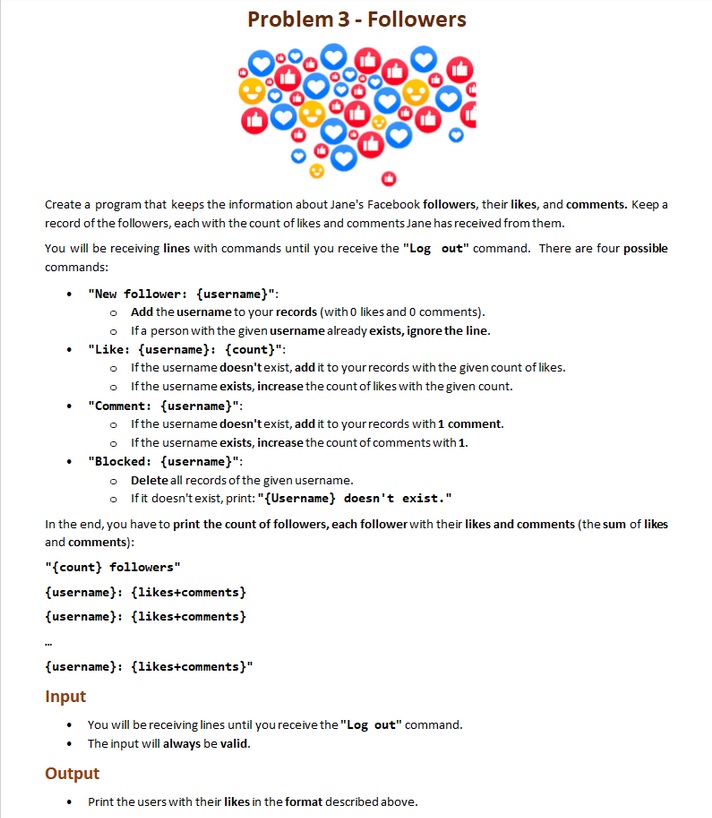 Problem 3 - Followers
Create a program that keeps the information about Jane's Facebook followers, their likes, and comments. Keep a
record of the followers, each with the count of likes and comments Jane has received from them.
You will be receiving lines with commands until you receive the "Log out" command. There are four possible
commands:
• "New follower: {username}":
o Add the username to your records (with 0 likes and 0 comments).
o If a person with the given username already exists, ignore the line.
• "Like: {username}: {count}":
o If the username doesn't exist, add it to your records with the given count of likes.
o If the username exists, increase the count of likes with the given count.
• "Comment: {username}":
o If the username doesn't exist, add it to your records with 1 comment.
o If the username exists, increase the count of comments with 1.
• "Blocked: {username}":
o Delete all records of the given username.
o If it doesn't exist, print: "{Username} doesn't exist."
In the end, you have to print the count of followers, each follower with their likes and comments (the sum of likes
and comments):
"{count} followers"
{username}: {likes+comments}
{username}: {likes+comments}
…
{username}: {likes+comments}"
Input
• You will be receiving lines until you receive the "Log out" command.
• The input will always be valid.
Output
• Print the users with their likes in the format described above.